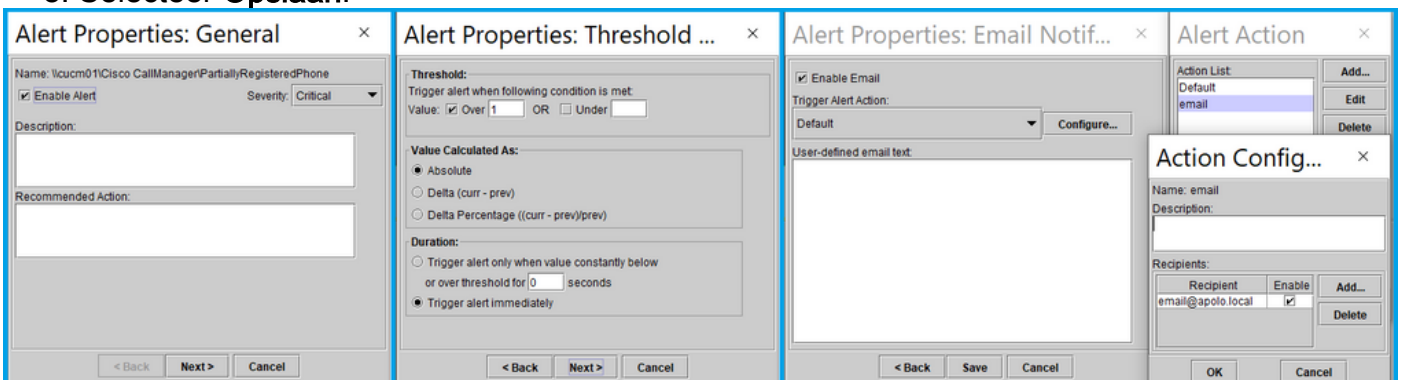 Selecteer Opslaan.
Alert Properties: General ×
Name: \\cucm01\Cisco CallManager\PartiallyRegisteredPhone
Enable Alert Severity: Critical
Description:
Recommended Action:
< Back Next > Cancel
Alert Properties: Threshold ... ×
Threshold:
Trigger alert when following condition is met:
Value: Over 1 OR Under
Value Calculated As:
Absolute
Delta (curr - prev)
Delta Percentage ((curr - prev)/prev)
Duration:
Trigger alert only when value constantly below
or over threshold for 0 seconds
Trigger alert immediately
< Back Next > Cancel
Alert Properties: Email Notif... ×
Enable Email
Trigger Alert Action:
Default Configure...
User-defined email text:
< Back Save Cancel
Alert Action ×
Action List: Add...
Default
email Edit
Delete
Action Config... ×
Name: email
Description:
Recipients:
Recipient Enable Add...
email@apolo.local
Delete
OK Cancel